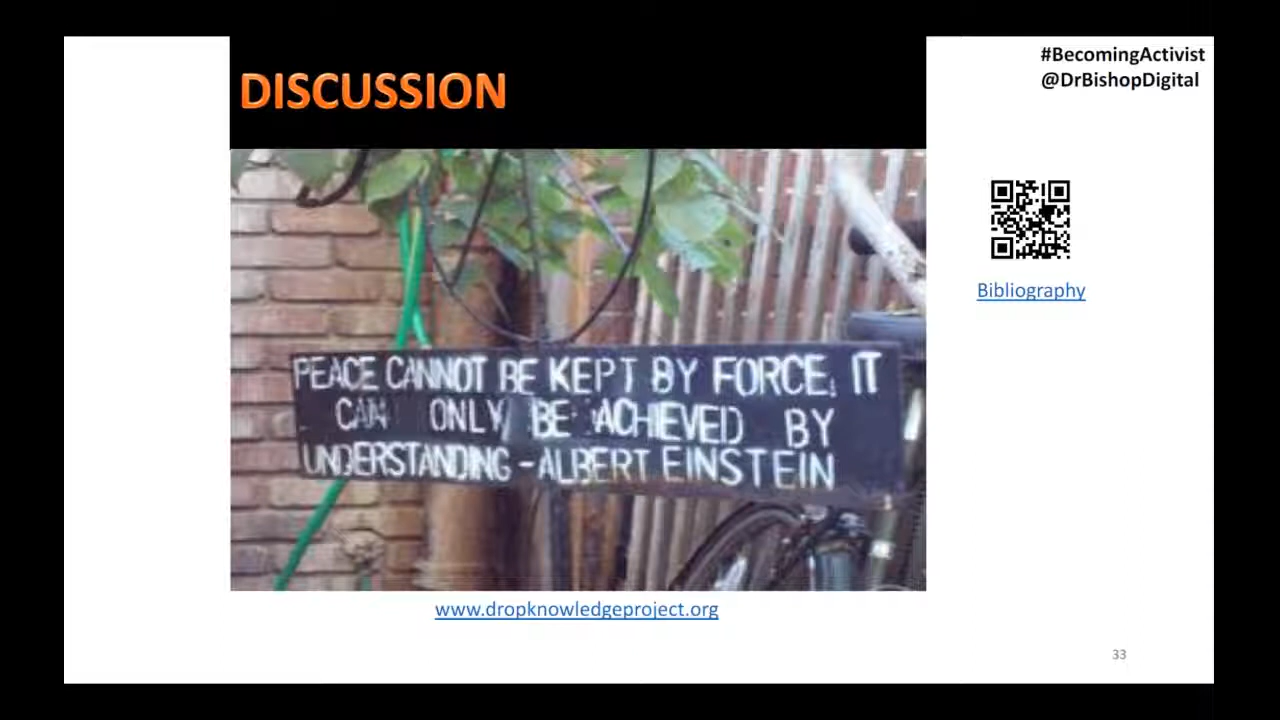 #BecomingActivist
@DrBishopDigital
DISCUSSION
Bibliography
PEACE CANNOT BE KEPT BY FORCE. IT
CAN ONLY BE ACHIEVED BY
UNDERSTANDING -ALBERT EINSTEIN
www.dropknowledgeproject.org
33